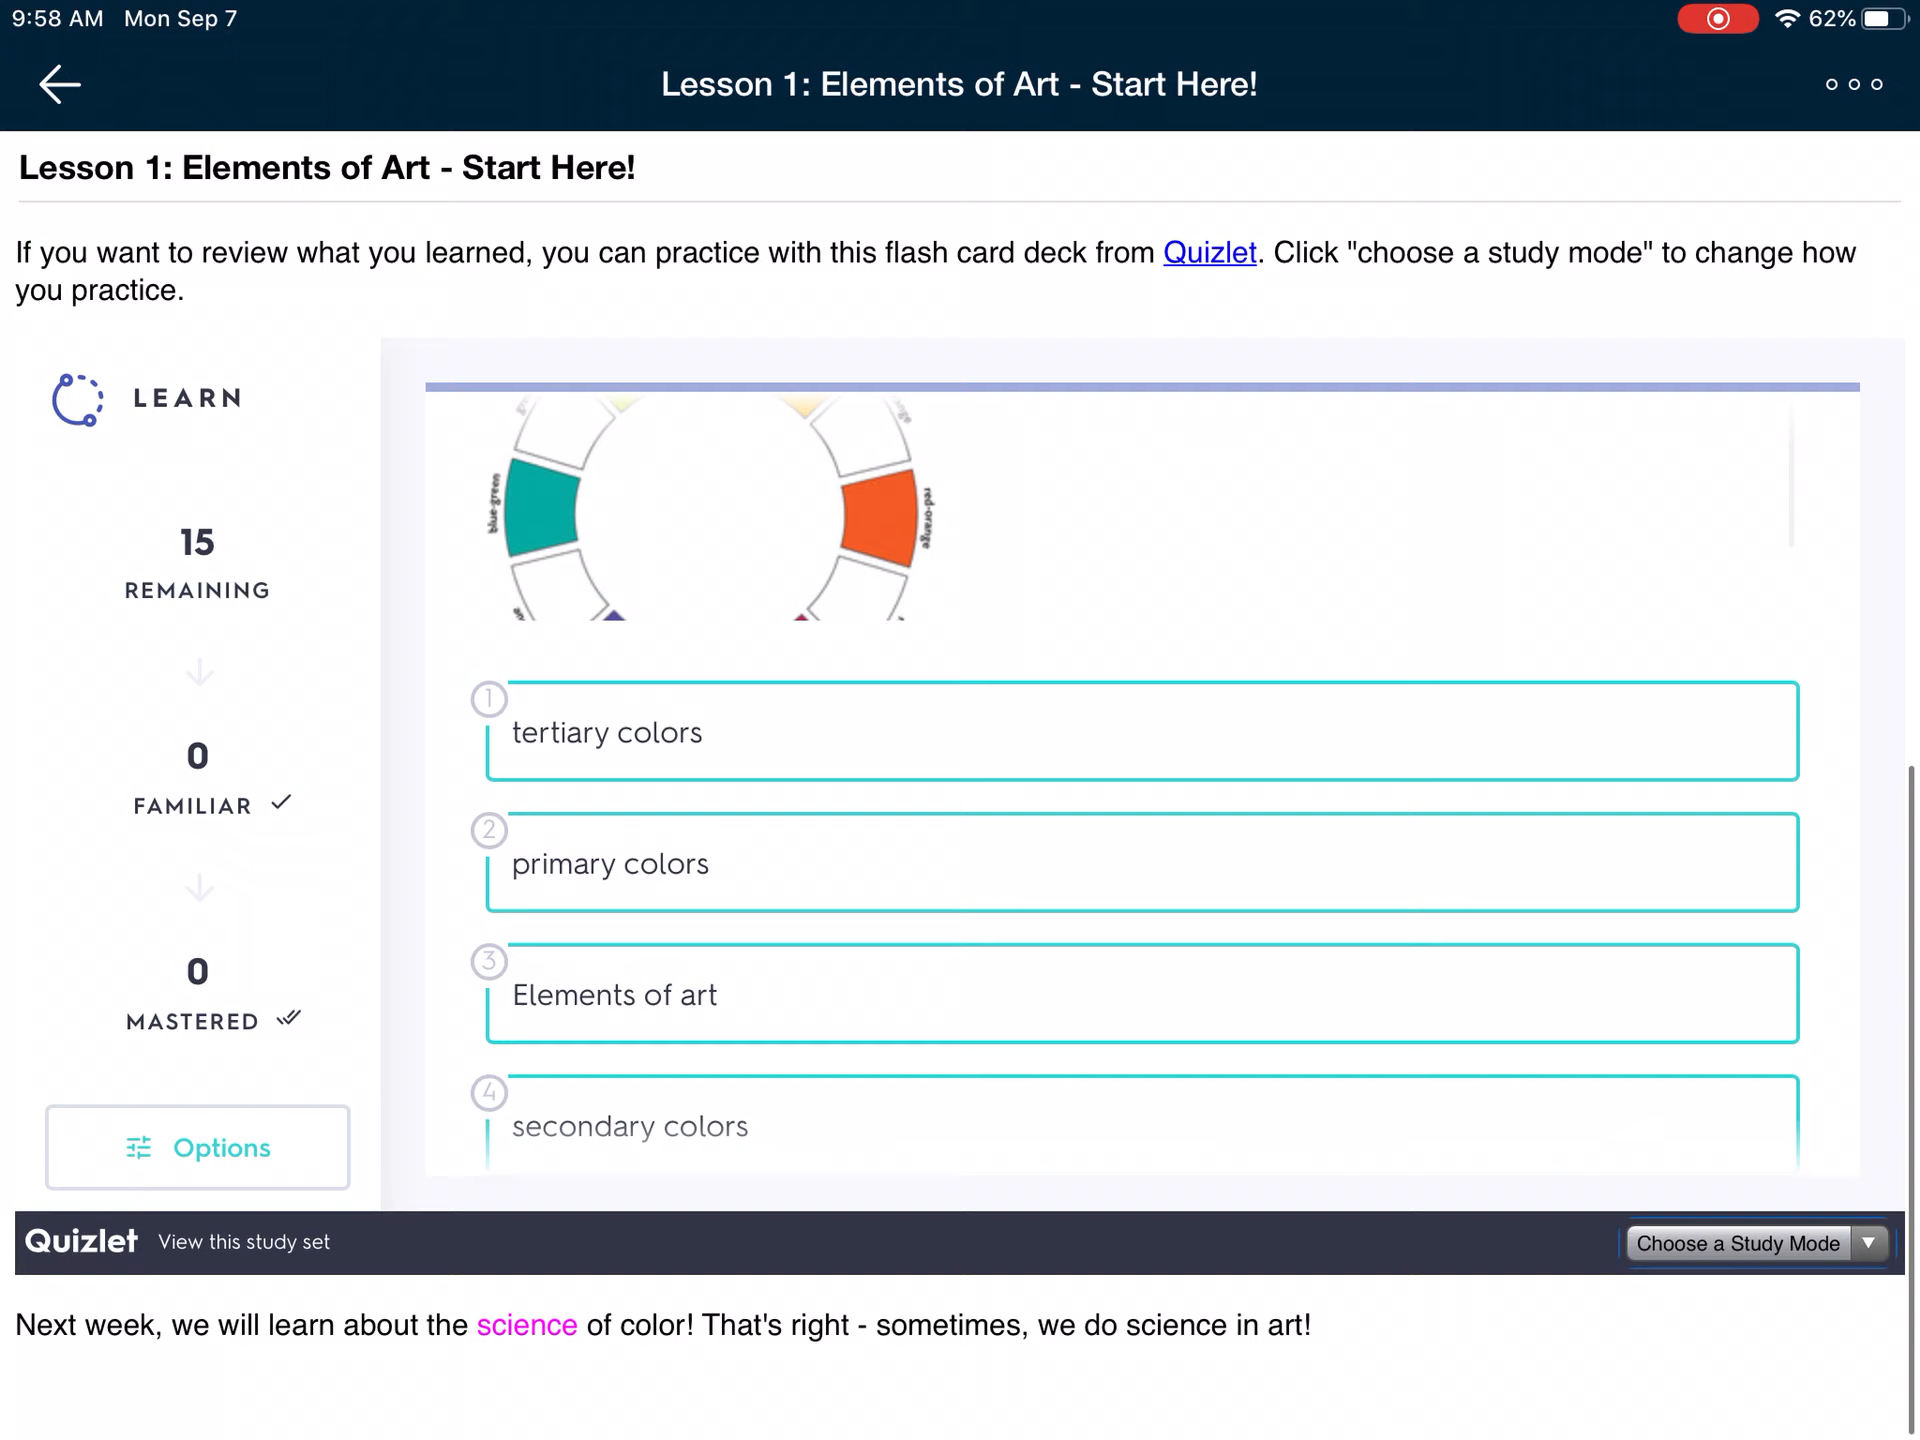 9:58 AM Mon Sep 7
62%
Lesson 1: Elements of Art - Start Here!
Lesson 1: Elements of Art - Start Here!
If you want to review what you learned, you can practice with this flash card deck from Quizlet. Click "choose a study mode" to change how
you practice.
LEARN
15
REMAINING
0
FAMILIAR
0
MASTERED
Options
blue-green
red-orange
1
tertiary colors
2
primary colors
3
Elements of art
4
secondary colors
Quizlet View this study set
Choose a Study Mode
Next week, we will learn about the science of color! That's right - sometimes, we do science in art!